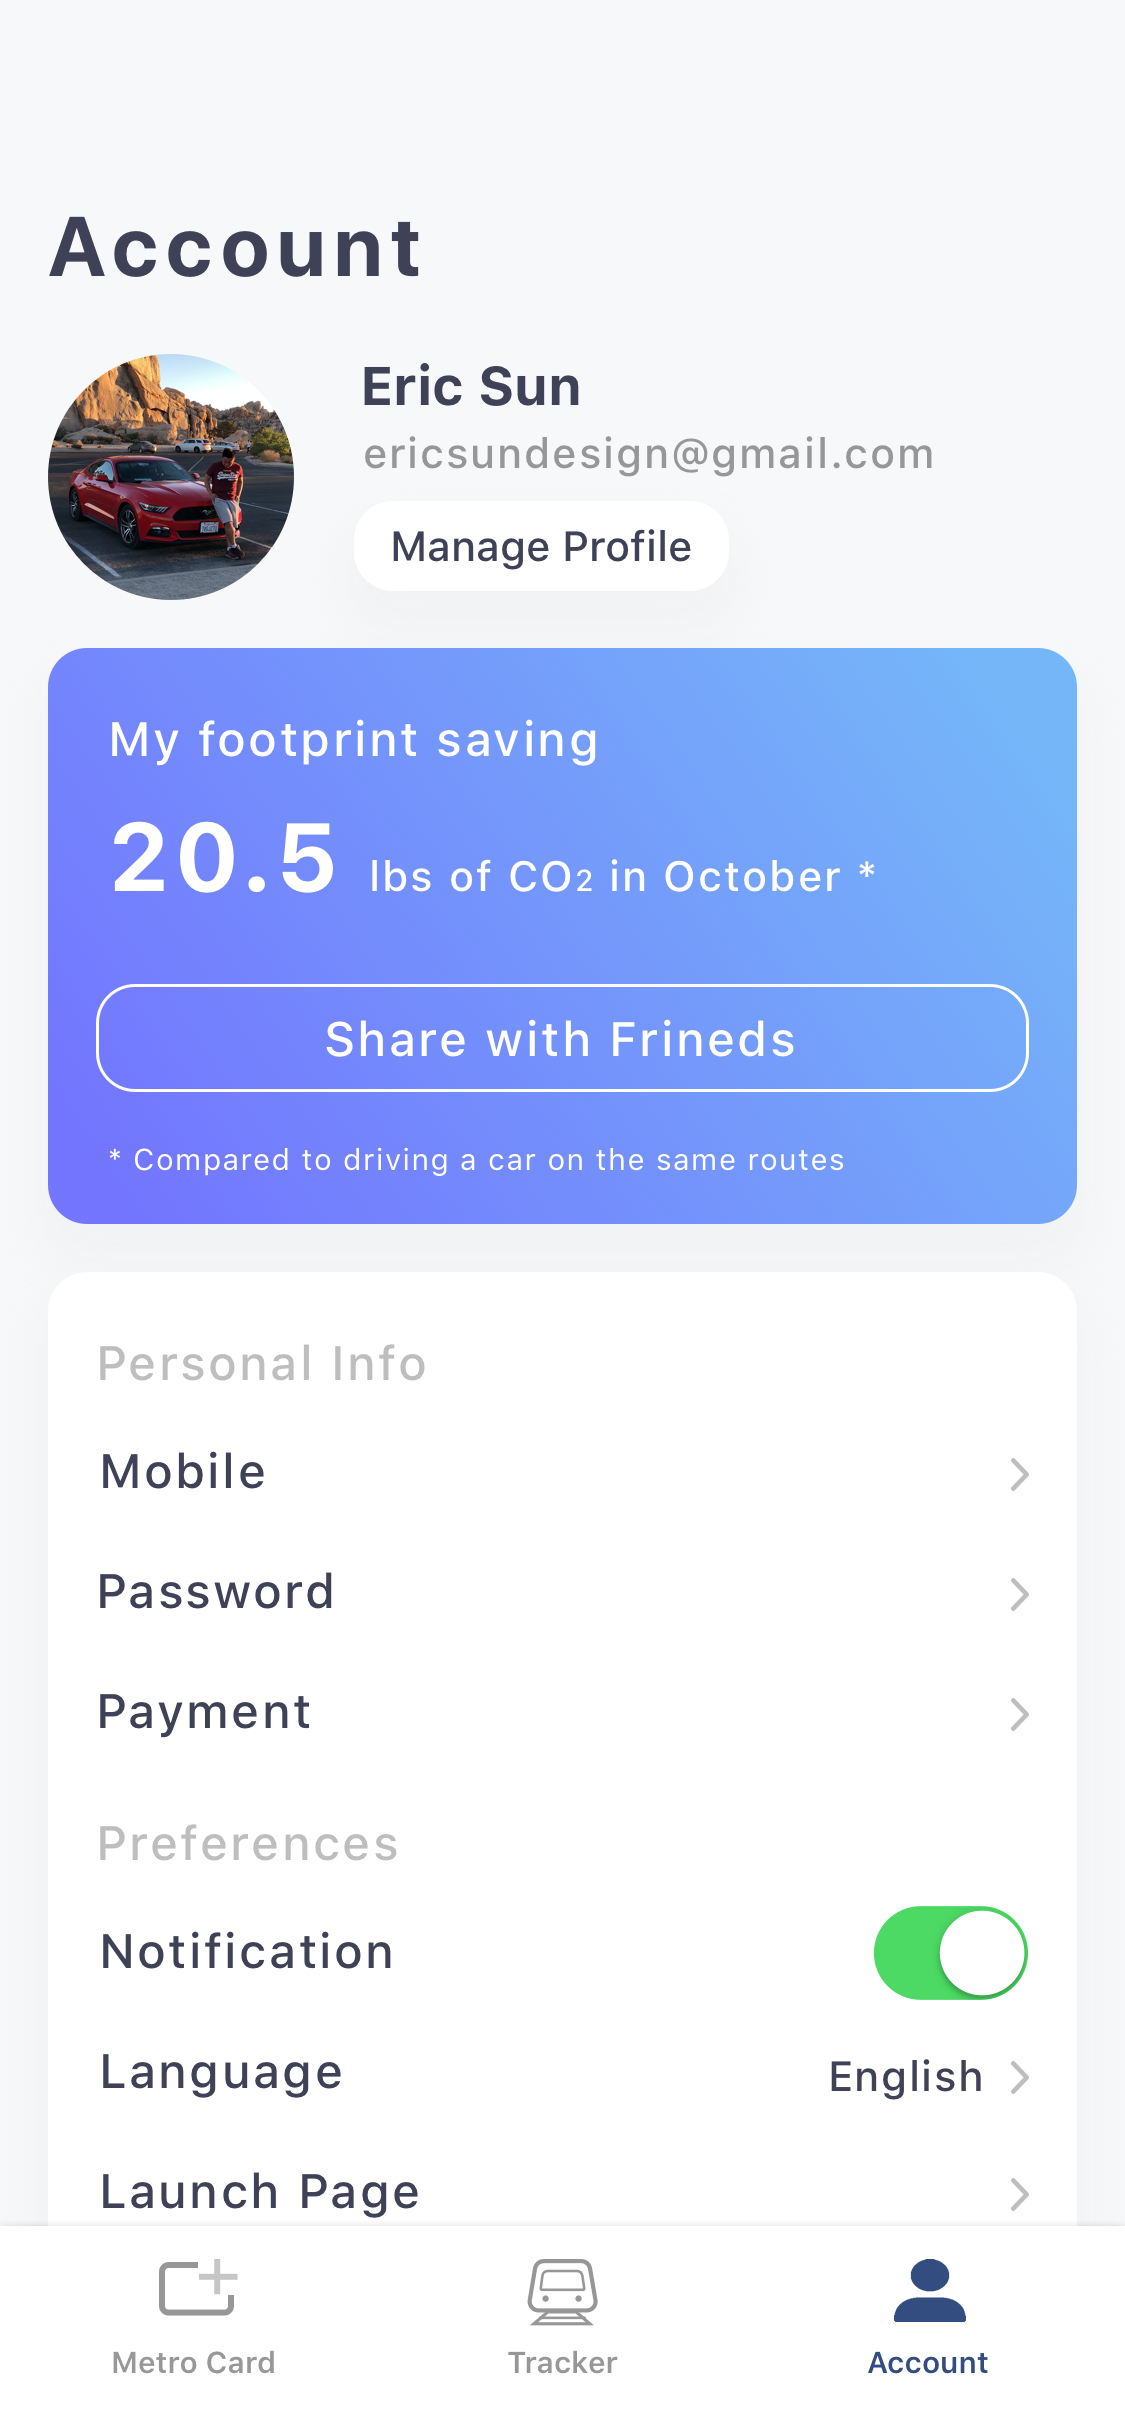 Account
Eric Sun
ericsundesign@gmail.com
Manage Profile
My footprint saving
20.5 lbs of CO2 in October *
Share with Frineds
* Compared to driving a car on the same routes
Personal Info
Mobile
Password
Payment
Preferences
Notification
Language English
Launch Page
Metro Card Tracker Account